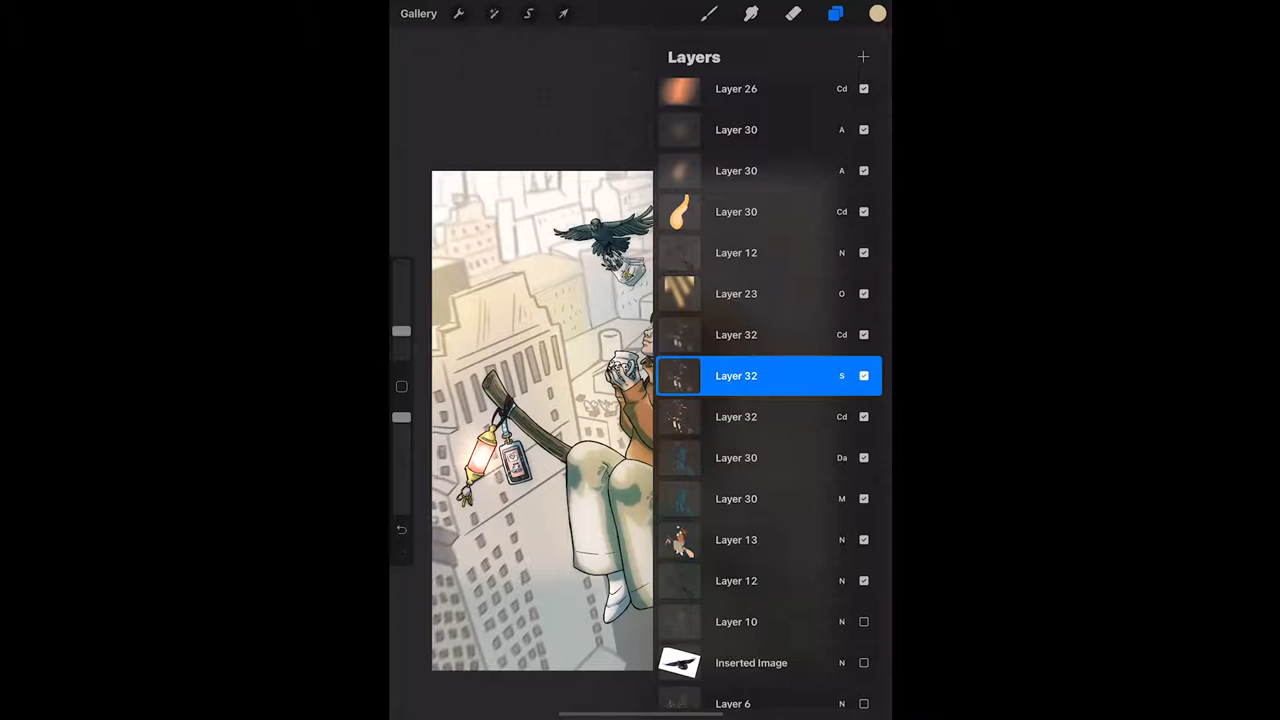 Gallery
Layers
Layer 26 Cd
Layer 30 A
Layer 30 A
Layer 30 Cd
Layer 12 N
Layer 23 O
Layer 32 Cd
Layer 32 S
Layer 32 Cd
Layer 30 Da
Layer 30 M
Layer 13 N
Layer 12 N
Layer 10 N
Inserted Image N
Layer 6 N